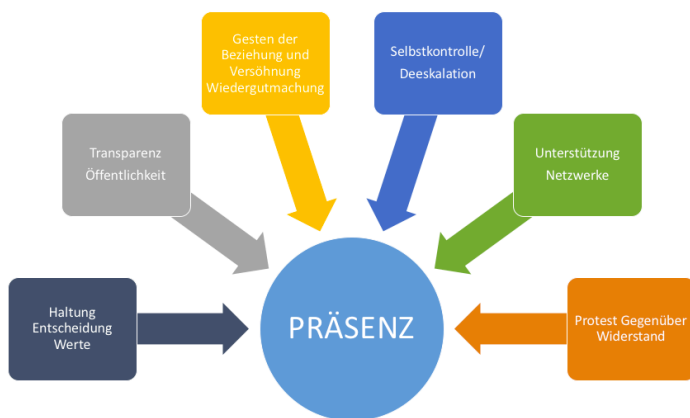 Gesten der
Beziehung und
Versöhnung
Wiedergutmachung
Selbstkontrolle/
Deeskalation
Transparenz
Öffentlichkeit
Unterstützung
Netzwerke
Haltung
Entscheidung
Werte
PRÄSENZ
Protest Gegenüber
Widerstand